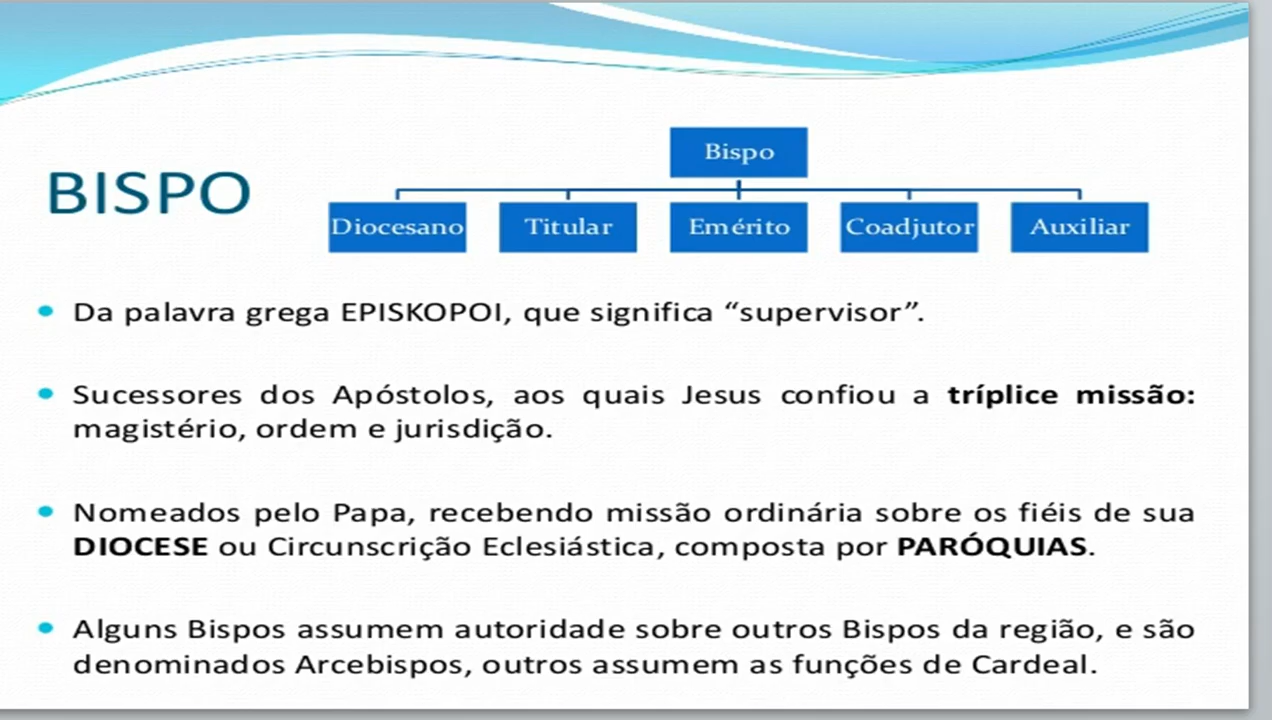 BISPO
Bispo
Diocesano Titular Emérito Coadjutor Auxiliar
Da palavra grega EPISKOPOI, que significa “supervisor”.
Sucessores dos Apóstolos, aos quais Jesus confiou a tríplice missão:
magistério, ordem e jurisdição.
Nomeados pelo Papa, recebendo missão ordinária sobre os fiéis de sua
DIOCESE ou Circunscrição Eclesiástica, composta por PARÓQUIAS.
Alguns Bispos assumem autoridade sobre outros Bispos da região, e são
denominados Arcebispos, outros assumem as funções de Cardeal.